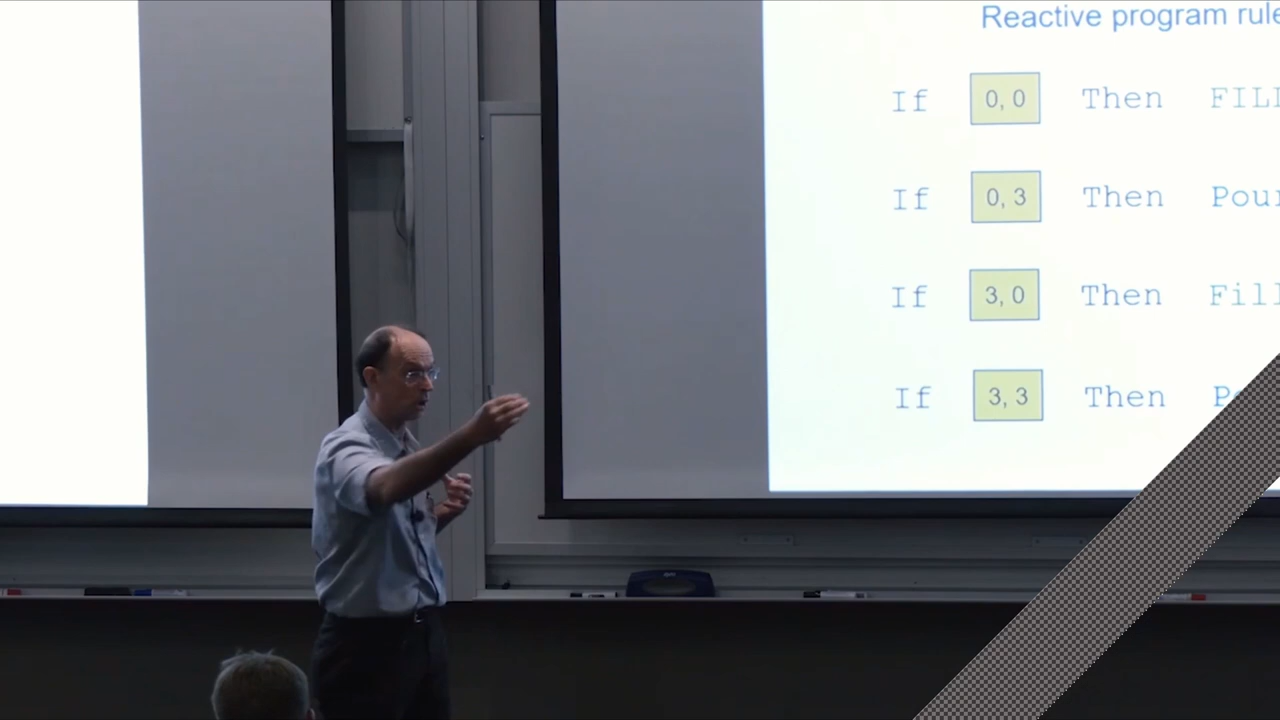 Reactive program rule
If 0, 0 Then FILL
If 0, 3 Then Pour
If 3, 0 Then Fill
If 3, 3 Then